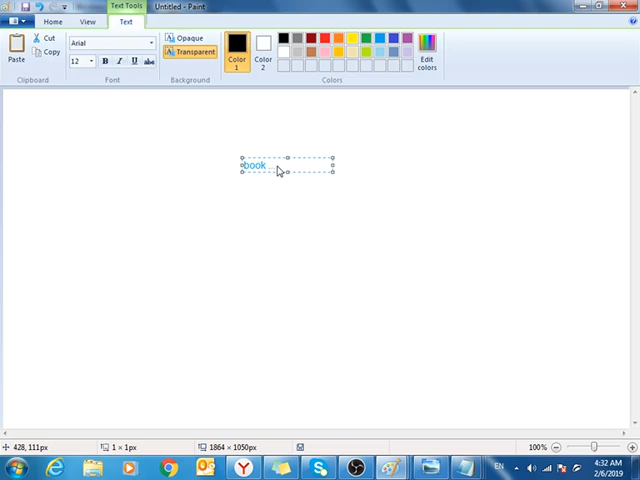 Text Tools
Untitled - Paint
Home
View
Text
Paste
Cut
Copy
Clipboard
Arial
12
B I U abc
Font
Opaque
Transparent
Background
Color 1
Color 2
Edit colors
Colors
book
428, 111px
1 × 1px
1864 × 1050px
100%
EN
4:32 AM
2/6/2019